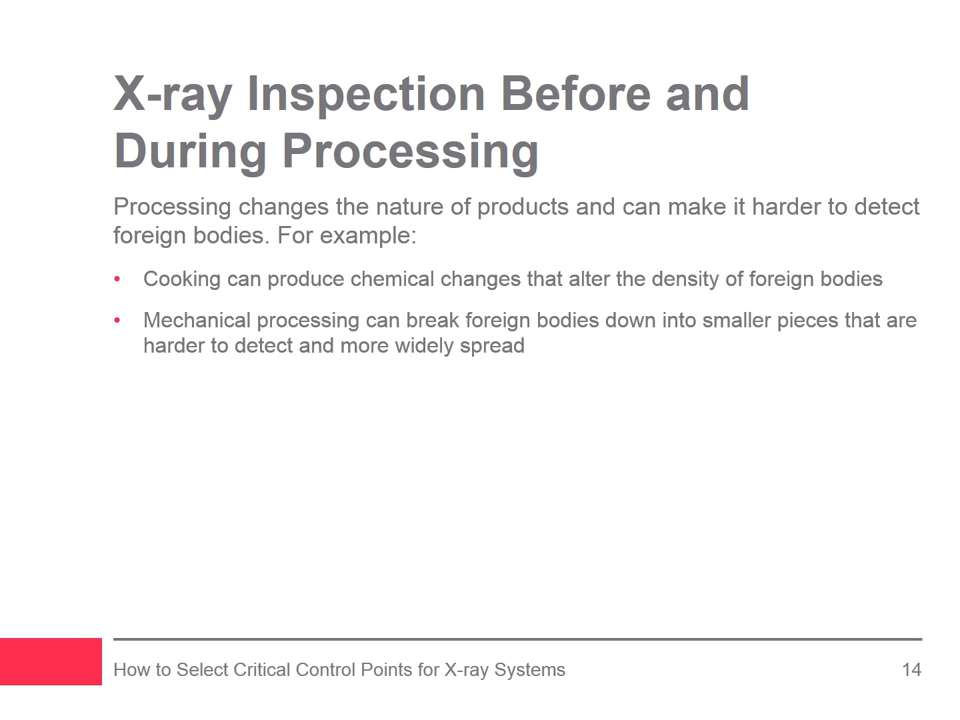 X-ray Inspection Before and
During Processing
Processing changes the nature of products and can make it harder to detect
foreign bodies. For example:
• Cooking can produce chemical changes that alter the density of foreign bodies
• Mechanical processing can break foreign bodies down into smaller pieces that are
harder to detect and more widely spread
How to Select Critical Control Points for X-ray Systems 14